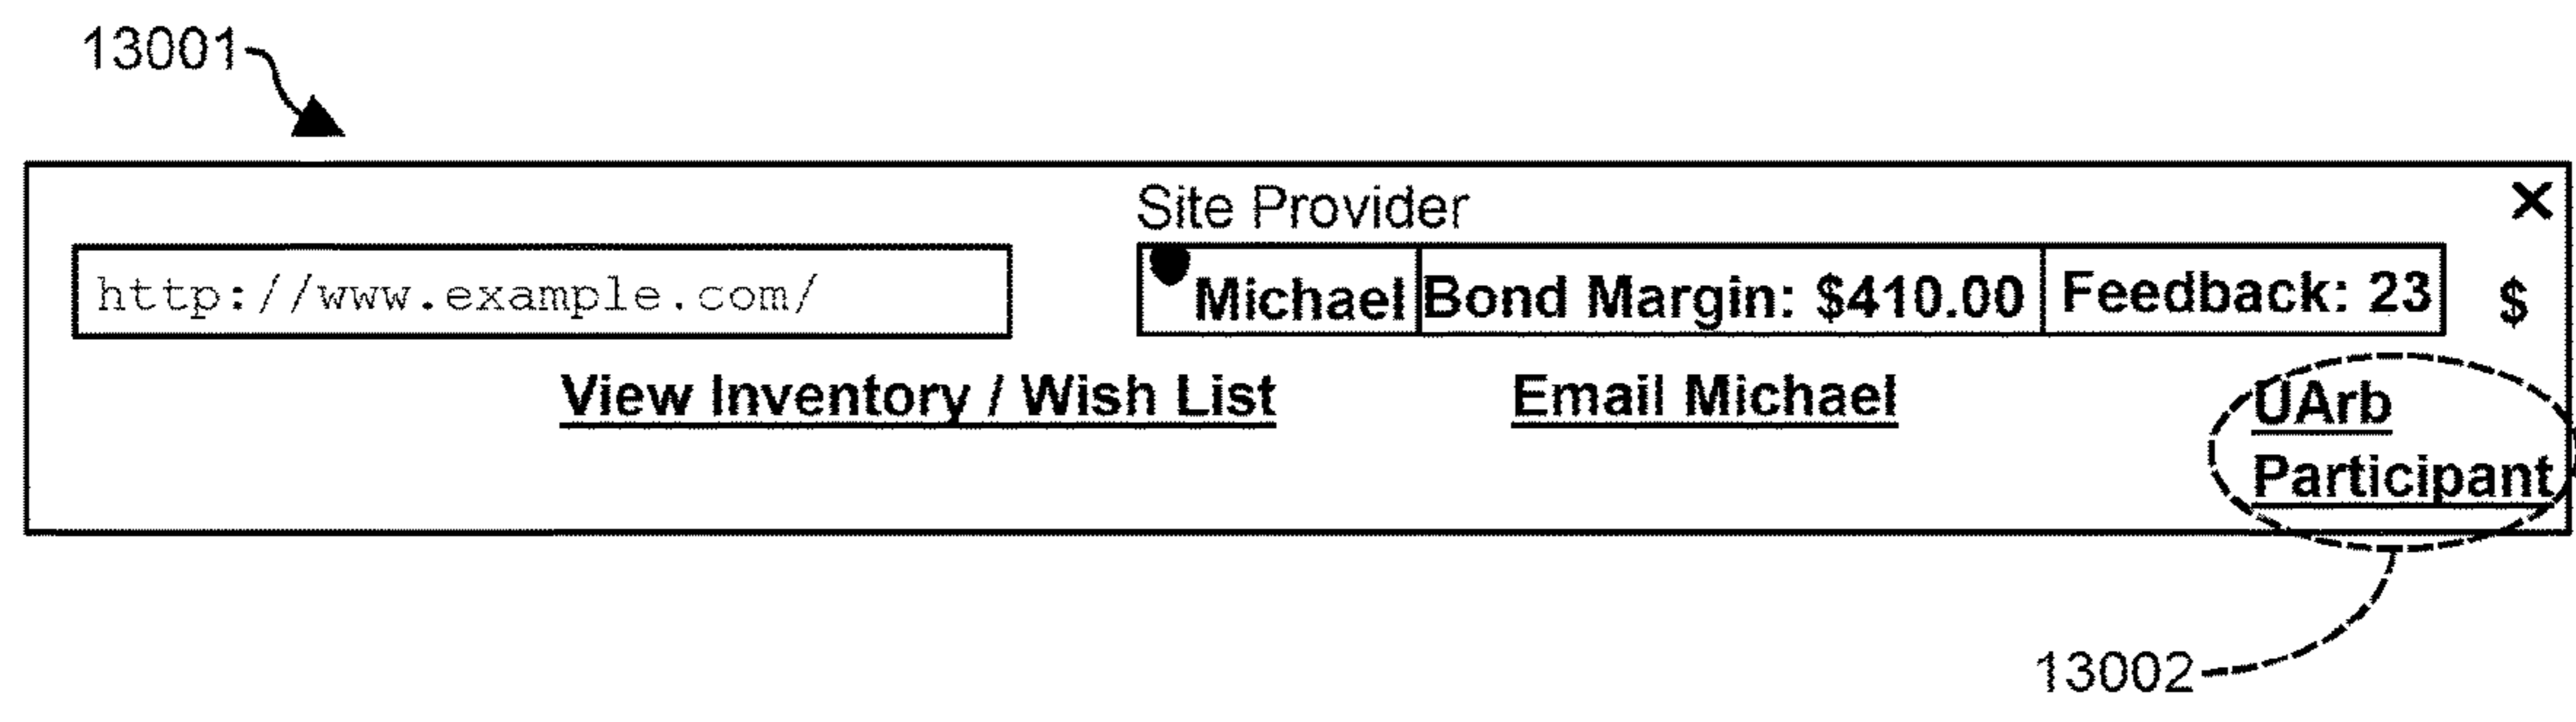 13001
Site Provider ×
http://www.example.com/ Michael Bond Margin: $410.00 Feedback: 23 $
View Inventory / Wish List Email Michael UArb
Participant
13002